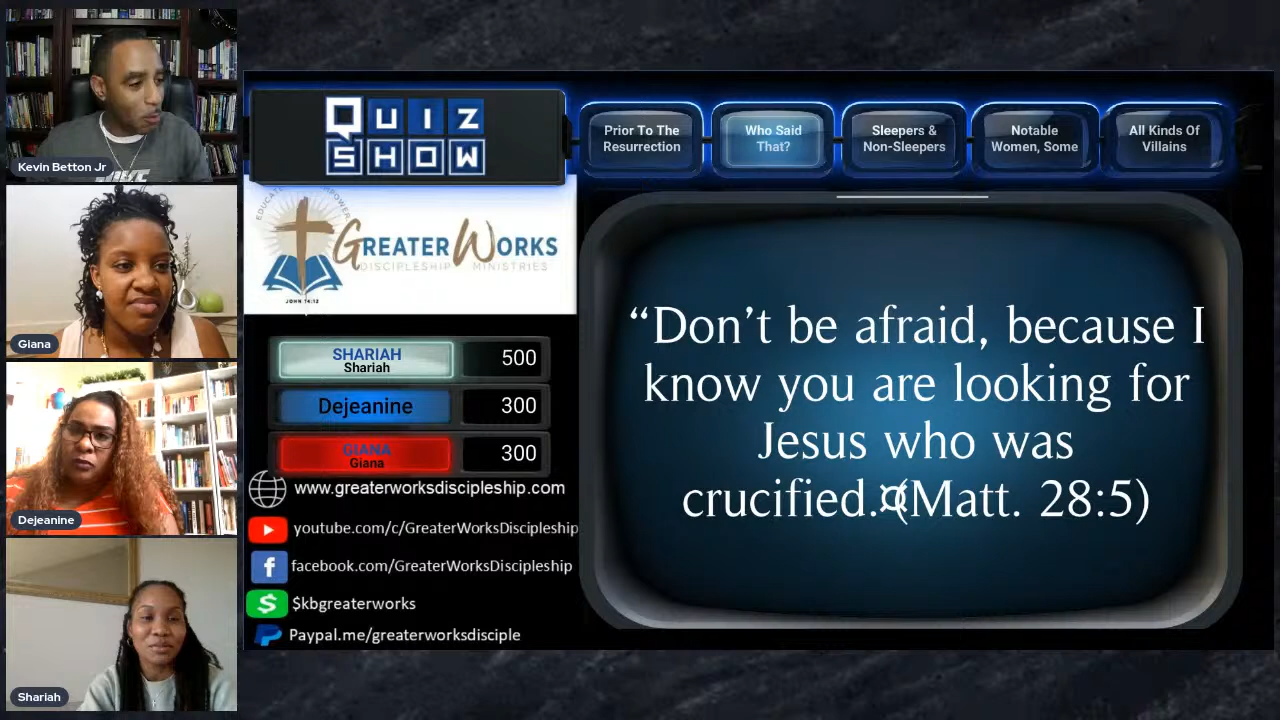 Kevin Betton Jr
Giana
Dejeanine
Shariah
QUIZ
SHOW
Prior To The
Resurrection
Who Said
That?
Sleepers &
Non-Sleepers
Notable
Women, Some
All Kinds Of
Villains
GREATER WORKS
DISCIPLESHIP MINISTRIES
JOHN 14:12
SHARIAH
Shariah
500
Dejeanine
300
GIANA
Giana
300
www.greaterworksdiscipleship.com
youtube.com/c/GreaterWorksDiscipleship
facebook.com/GreaterWorksDiscipleship
$kbgreaterworks
Paypal.me/greaterworksdisciple
“Don’t be afraid, because I
know you are looking for
Jesus who was
crucified.¤(Matt. 28:5)